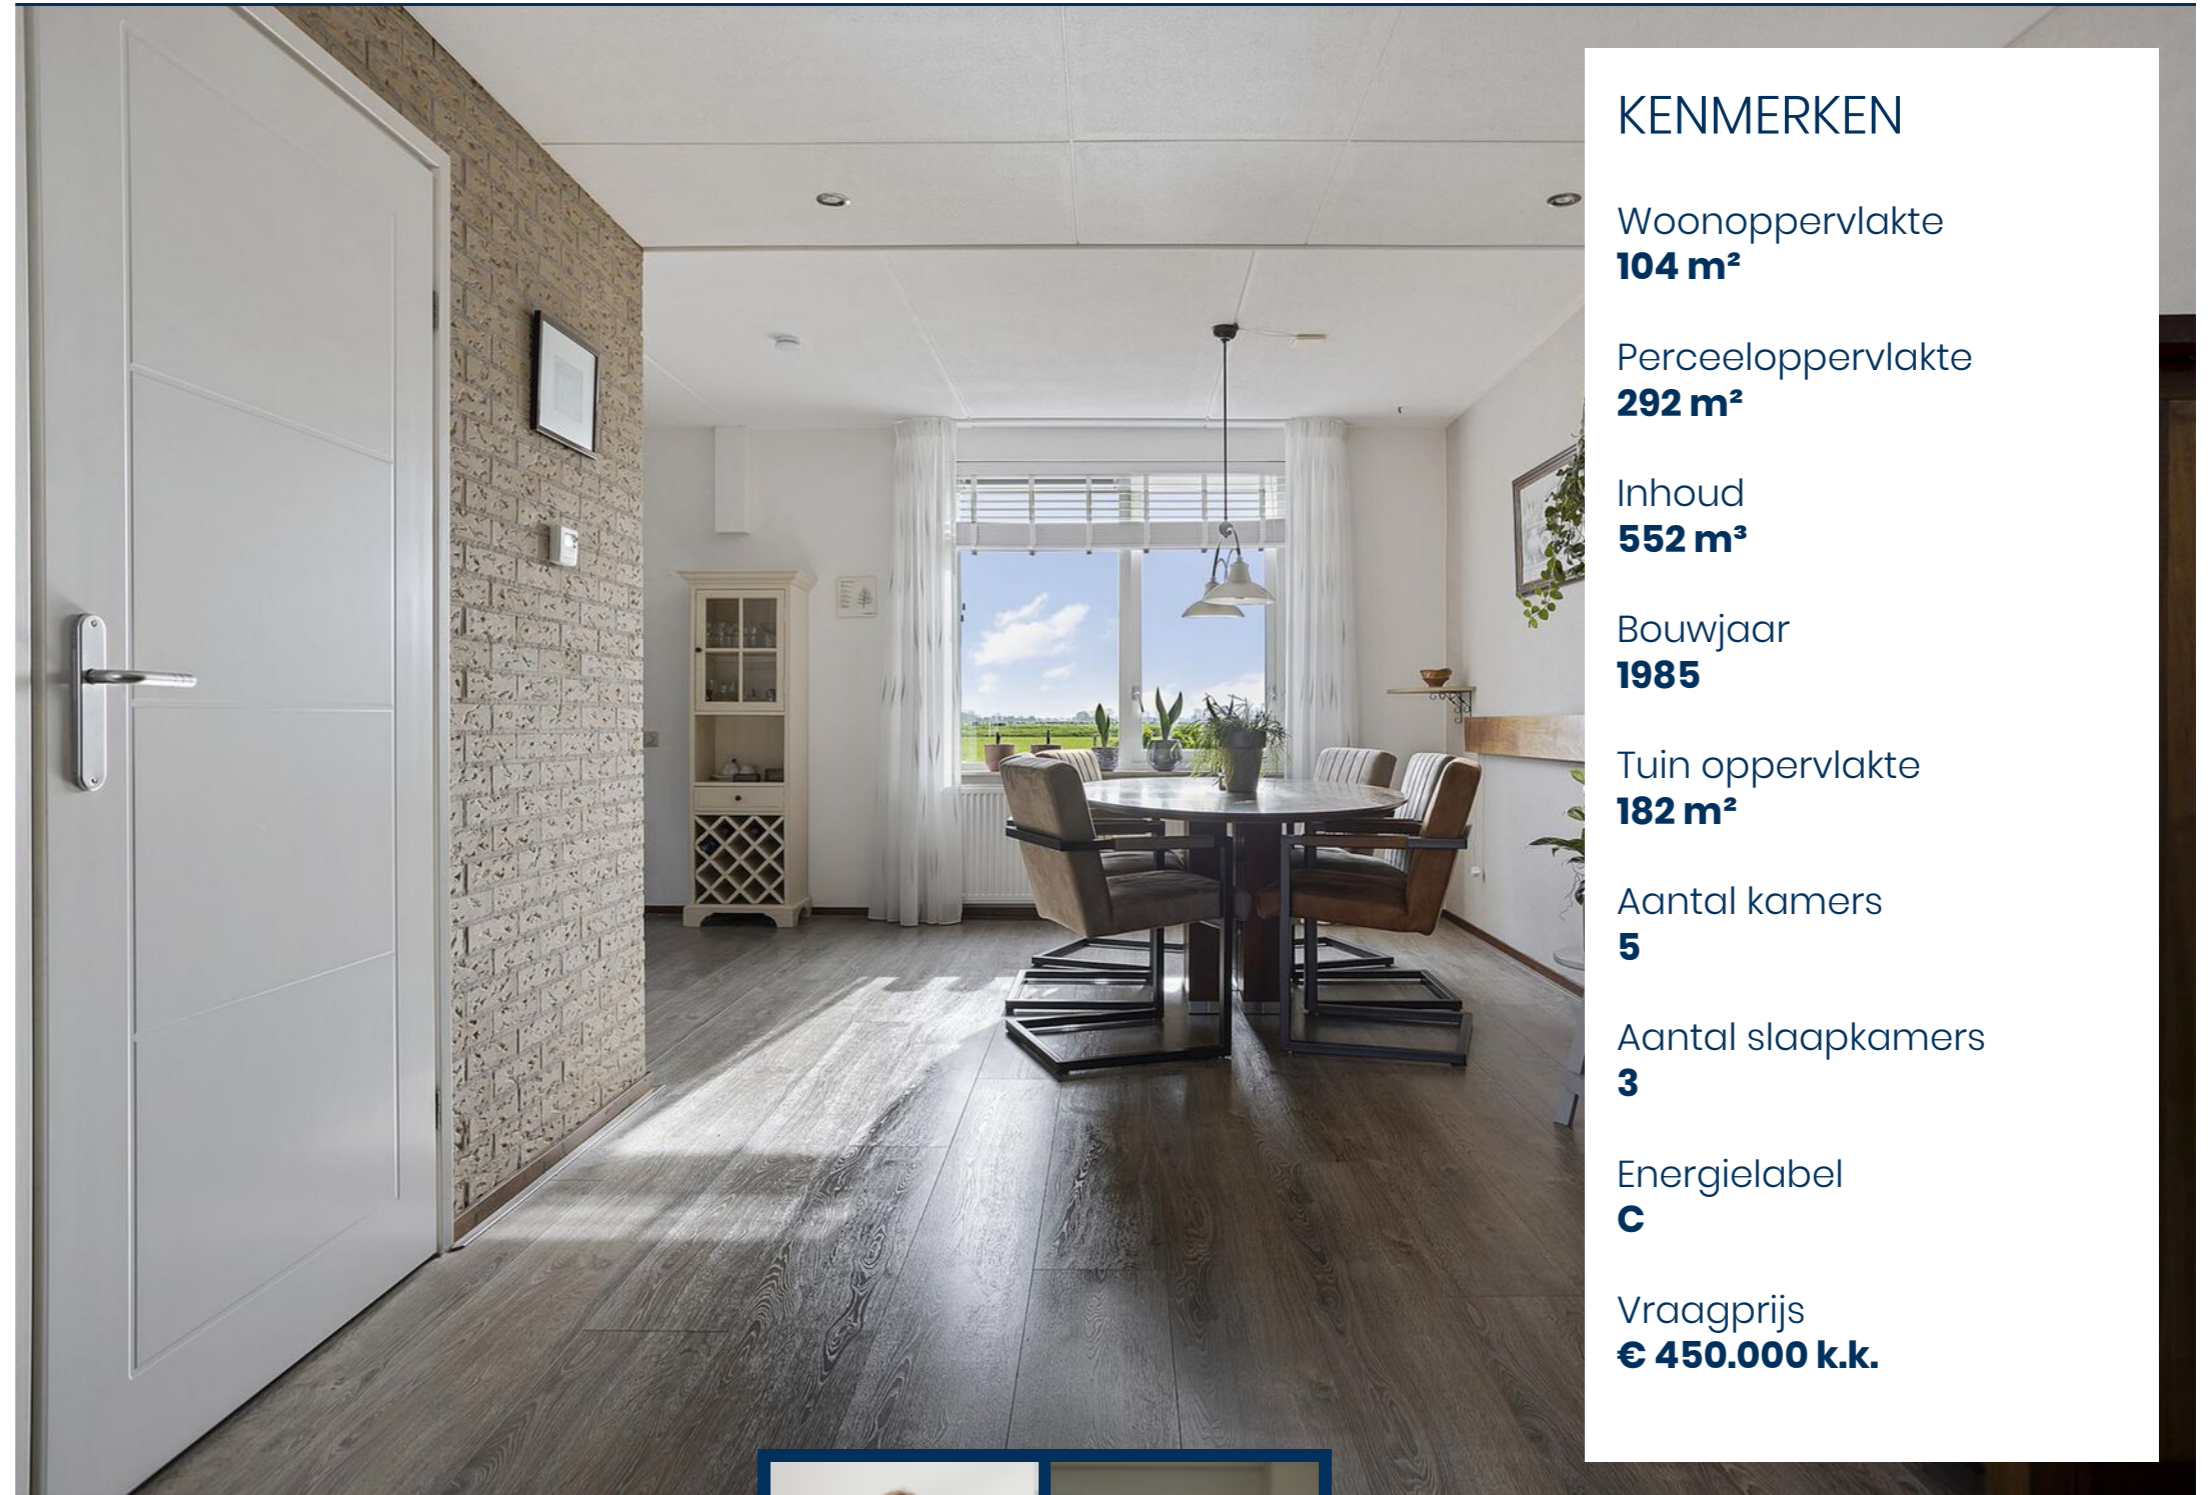 KENMERKEN
Woonoppervlakte
104 m²
Perceeloppervlakte
292 m²
Inhoud
552 m³
Bouwjaar
1985
Tuin oppervlakte
182 m²
Aantal kamers
5
Aantal slaapkamers
3
Energielabel
C
Vraagprijs
€ 450.000 k.k.